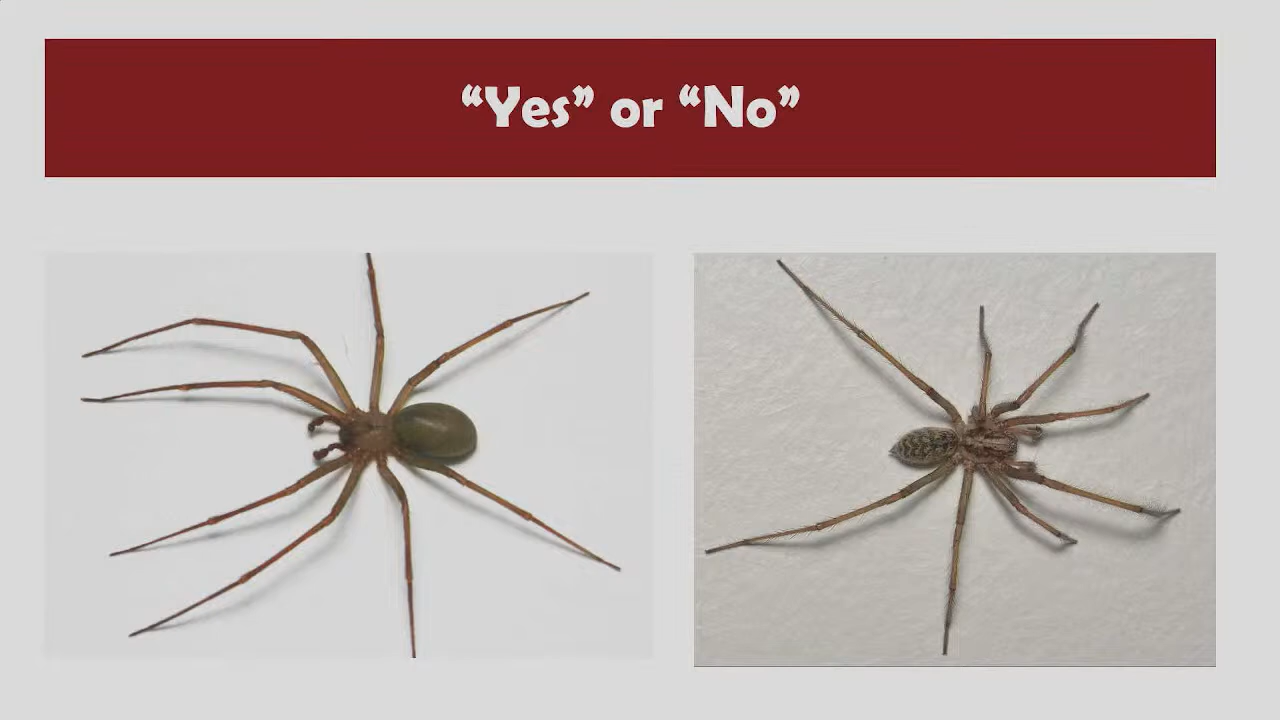 “Yes” or “No”